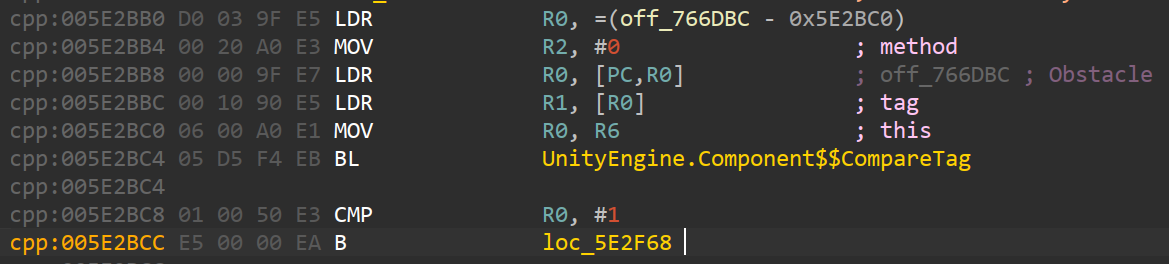 cpp:005E2BB0 D0 03 9F E5 LDR R0, =(off_766DBC - 0x5E2BC0)
cpp:005E2BB4 00 20 A0 E3 MOV R2, #0 ; method
cpp:005E2BB8 00 00 9F E7 LDR R0, [PC,R0] ; off_766DBC ; Obstacle
cpp:005E2BBC 00 10 90 E5 LDR R1, [R0] ; tag
cpp:005E2BC0 06 00 A0 E1 MOV R0, R6 ; this
cpp:005E2BC4 05 D5 F4 EB BL UnityEngine.Component$$CompareTag
cpp:005E2BC4
cpp:005E2BC8 01 00 50 E3 CMP R0, #1
cpp:005E2BCC E5 00 00 EA B loc_5E2F68